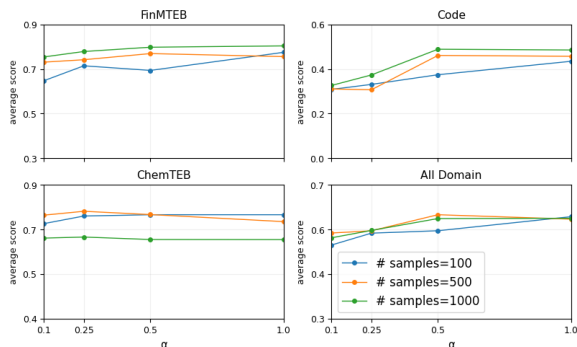 FinMTEB
average score
0.9
0.7
0.5
0.3
Code
average score
0.6
0.4
0.2
0.0
ChemTEB
average score
0.9
0.7
0.5
0.4
0.1
0.25
0.5
1.0
α
All Domain
average score
0.7
0.6
0.4
0.3
# samples=100
# samples=500
# samples=1000
0.1
0.25
0.5
1.0
α